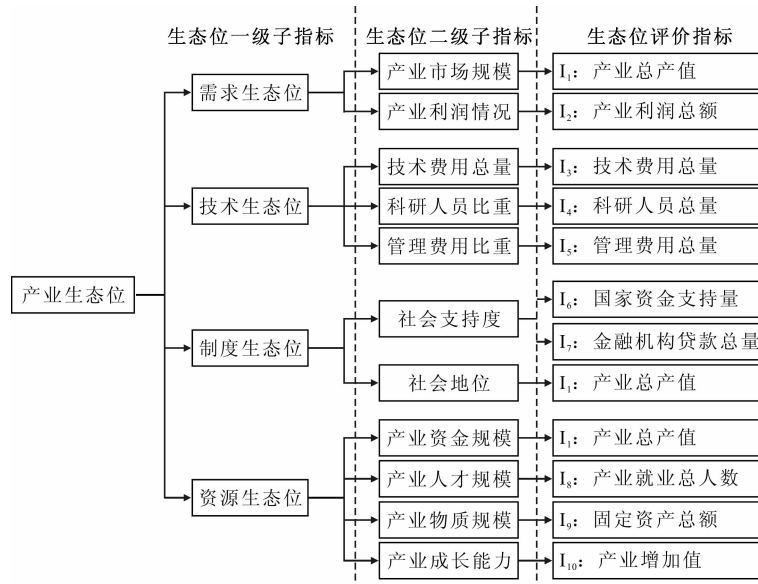 生态位一级子指标 生态位二级子指标 生态位评价指标
产业生态位
需求生态位
产业市场规模 I₁：产业总产值
产业利润情况 I₂：产业利润总额
技术生态位
技术费用总量 I₃：技术费用总量
科研人员比重 I₄：科研人员总量
管理费用比重 I₅：管理费用总量
制度生态位
社会支持度 I₆：国家资金支持量
I₇：金融机构贷款总量
社会地位 I₁：产业总产值
资源生态位
产业资金规模 I₁：产业总产值
产业人才规模 I₈：产业就业总人数
产业物质规模 I₉：固定资产总额
产业成长能力 I₁₀：产业增加值